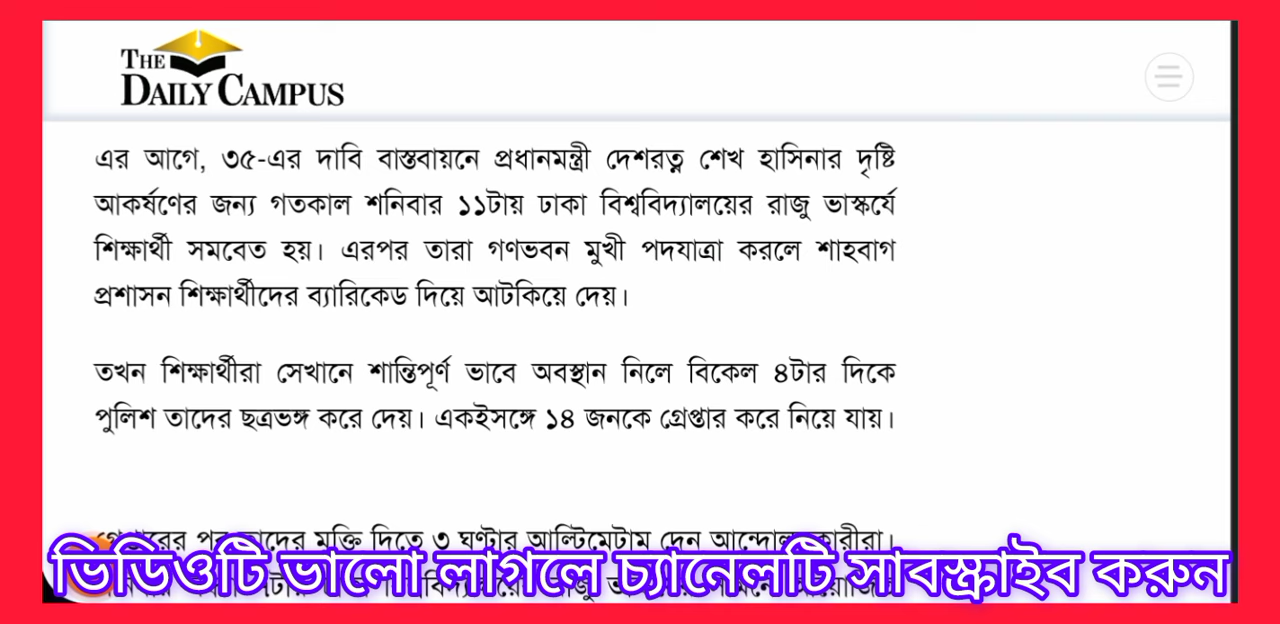 THE
DAILY CAMPUS
এর আগে, ৩৫-এর দাবি বাস্তবায়নে প্রধানমন্ত্রী দেশরত্ন শেখ হাসিনার দৃষ্টি
আকর্ষণের জন্য গতকাল শনিবার ১১টায় ঢাকা বিশ্ববিদ্যালয়ের রাজু ভাস্কর্যে
শিক্ষার্থী সমবেত হয়। এরপর তারা গণভবন মুখী পদযাত্রা করলে শাহবাগ
প্রশাসন শিক্ষার্থীদের ব্যারিকেড দিয়ে আটকিয়ে দেয়।
তখন শিক্ষার্থীরা সেখানে শান্তিপূর্ণ ভাবে অবস্থান নিলে বিকেল ৪টার দিকে
পুলিশ তাদের ছত্রভঙ্গ করে দেয়। একইসঙ্গে ১৪ জনকে গ্রেপ্তার করে নিয়ে যায়।
মুক্তি দিতে ৩ ঘণ্টার আল্টিমেটাম দেন
ভিডিওটি ভালো লাগলে চ্যানেলটি সাবস্ক্রাইব করুন